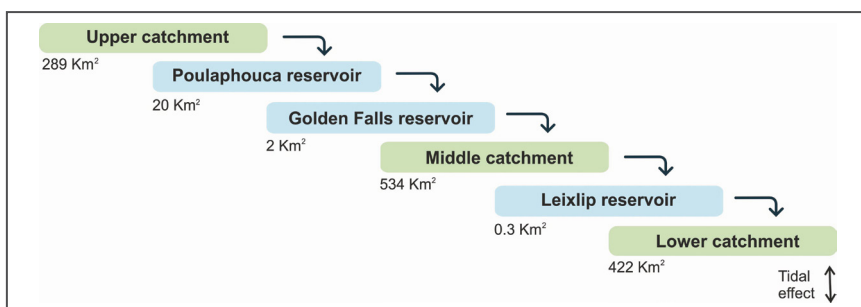 Upper catchment
289 Km²
Poulaphouca reservoir
20 Km²
Golden Falls reservoir
2 Km²
Middle catchment
534 Km²
Leixlip reservoir
0.3 Km²
Lower catchment
422 Km²
Tidal
effect